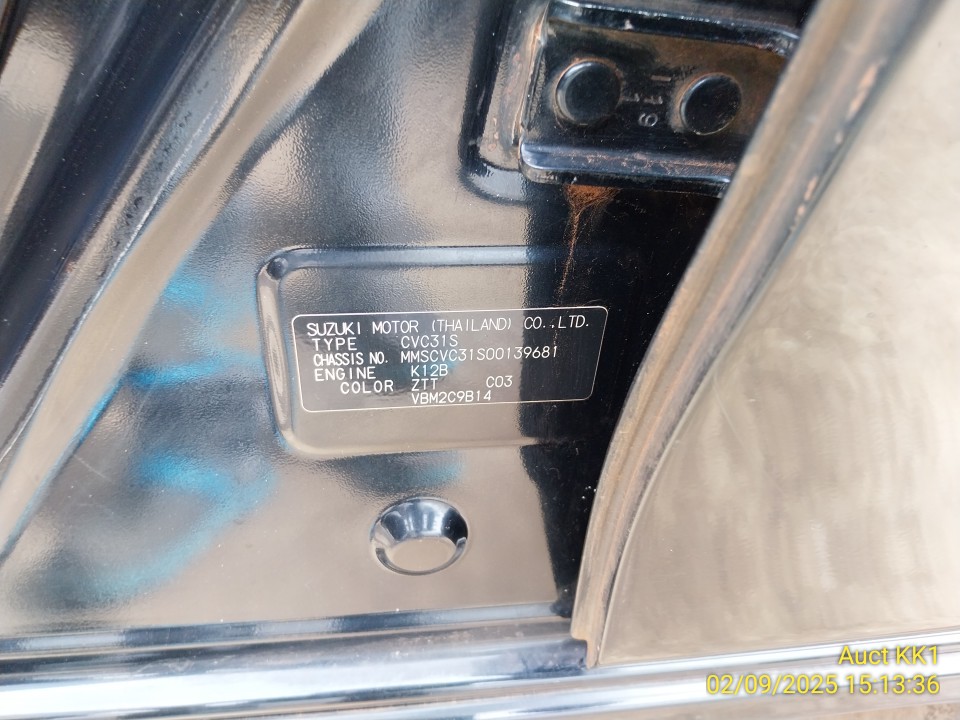 SUZUKI MOTOR (THAILAND) CO.,LTD.
TYPE CVC31S
CHASSIS NO. MMSCVC31S00139681
ENGINE K12B
COLOR ZTT C03
VBM2C9B14
Auct KK1
02/09/2025 15:13:36